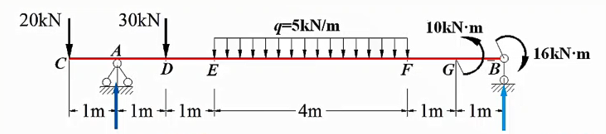 20kN 30kN q=5kN/m 10kN·m 16kN·m
C A D E F G B
1m 1m 1m 4m 1m 1m